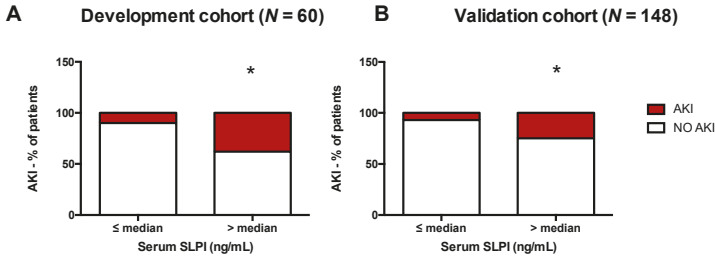 A Development cohort (N = 60)
B Validation cohort (N = 148)
AKI - % of patients
150
100
50
0
*
≤ median
> median
Serum SLPI (ng/mL)
AKI - % of patients
150
100
50
0
*
≤ median
> median
Serum SLPI (ng/mL)
AKI
NO AKI